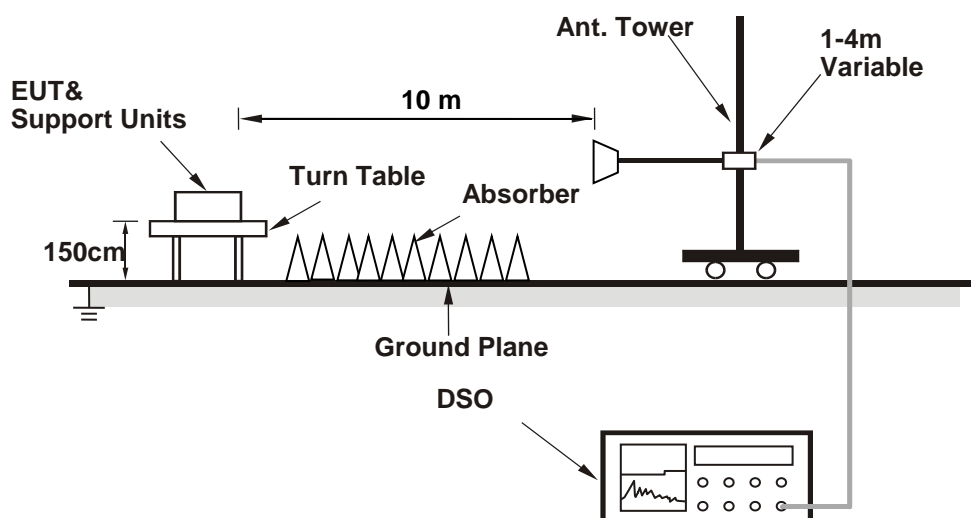 Ant. Tower
1-4m
Variable
EUT&
Support Units
10 m
Turn Table
Absorber
150cm
Ground Plane
DSO